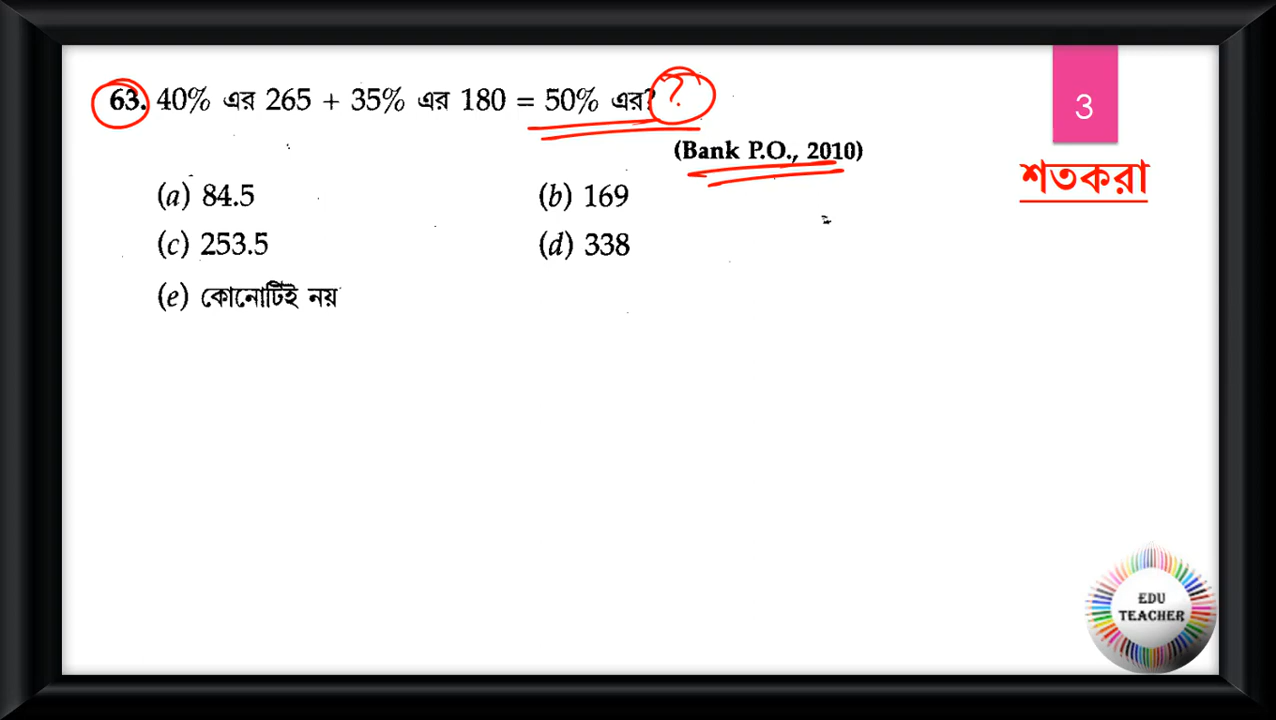 63. 40% এর 265 + 35% এর 180 = 50% এর? ?
(Bank P.O., 2010)
(a) 84.5 (b) 169
(c) 253.5 (d) 338
(e) কোনোটিই নয়
3
শতকরা
EDU
TEACHER